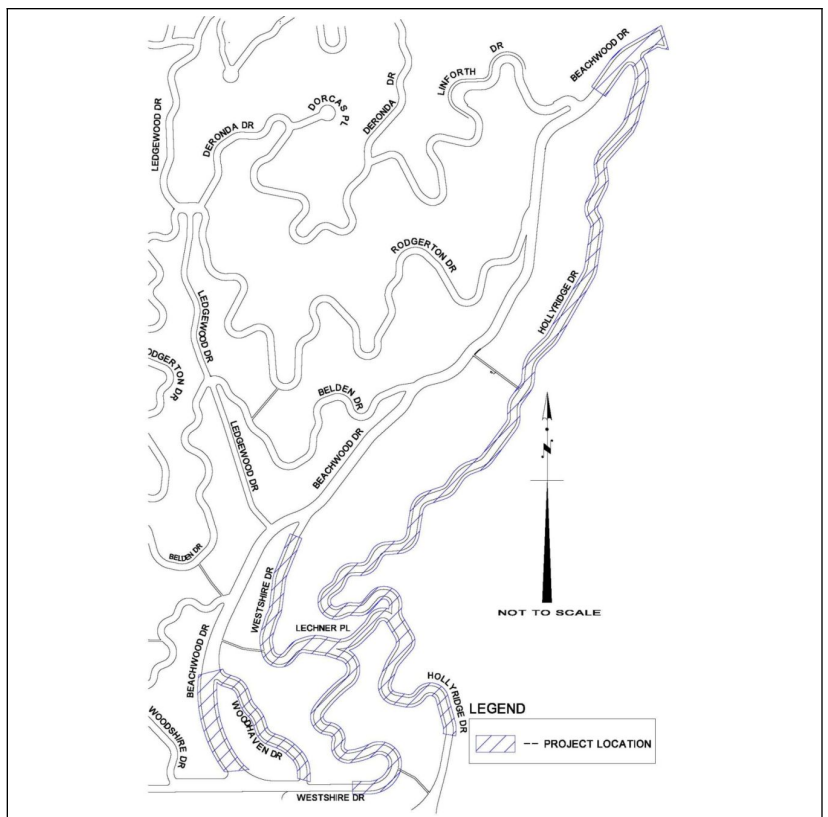 BEACHWOOD DR
LINFORTH DR
DERONDA DR
DORCAS PL
DERONDA DR
LEDGEWOOD DR
RODGERTON DR
HOLLYRIDGE DR
LEDGEWOOD DR
BELDEN DR
BEACHWOOD DR
LEDGEWOOD DR
N
BELDEN DR
WESTSHIRE DR
NOT TO SCALE
LECHNER PL
BEACHWOOD DR
HOLLYRIDGE DR
WOODHAVEN DR
WOODSHIRE DR
LEGEND
-- PROJECT LOCATION
WESTSHIRE DR